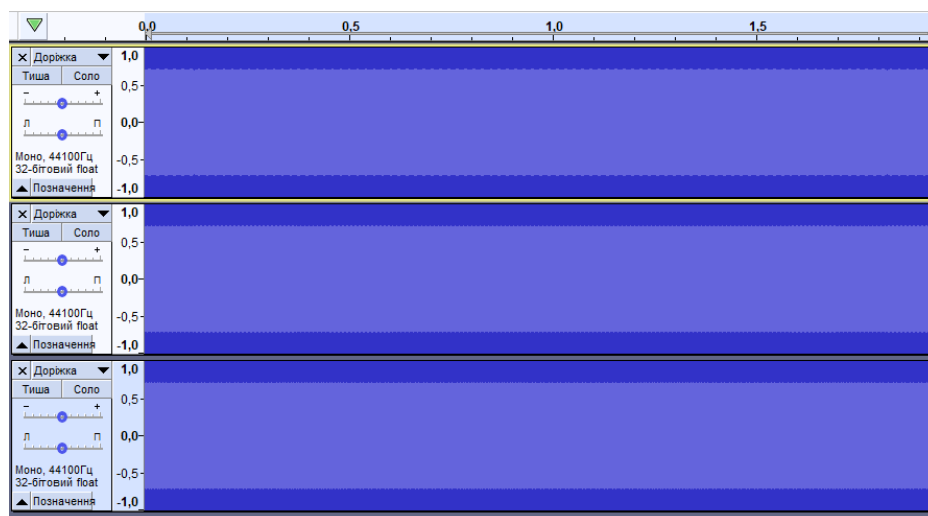 0,0 0,5 1,0 1,5
× Доріжка 1,0
Тиша Соло
0,5
- +
Л П 0,0
Моно, 44100Гц
-0,5
32-бітовий float
Позначення -1,0
× Доріжка 1,0
Тиша Соло
0,5
- +
Л П 0,0
Моно, 44100Гц
-0,5
32-бітовий float
Позначення -1,0
× Доріжка 1,0
Тиша Соло
0,5
- +
Л П 0,0
Моно, 44100Гц
-0,5
32-бітовий float
Позначення -1,0